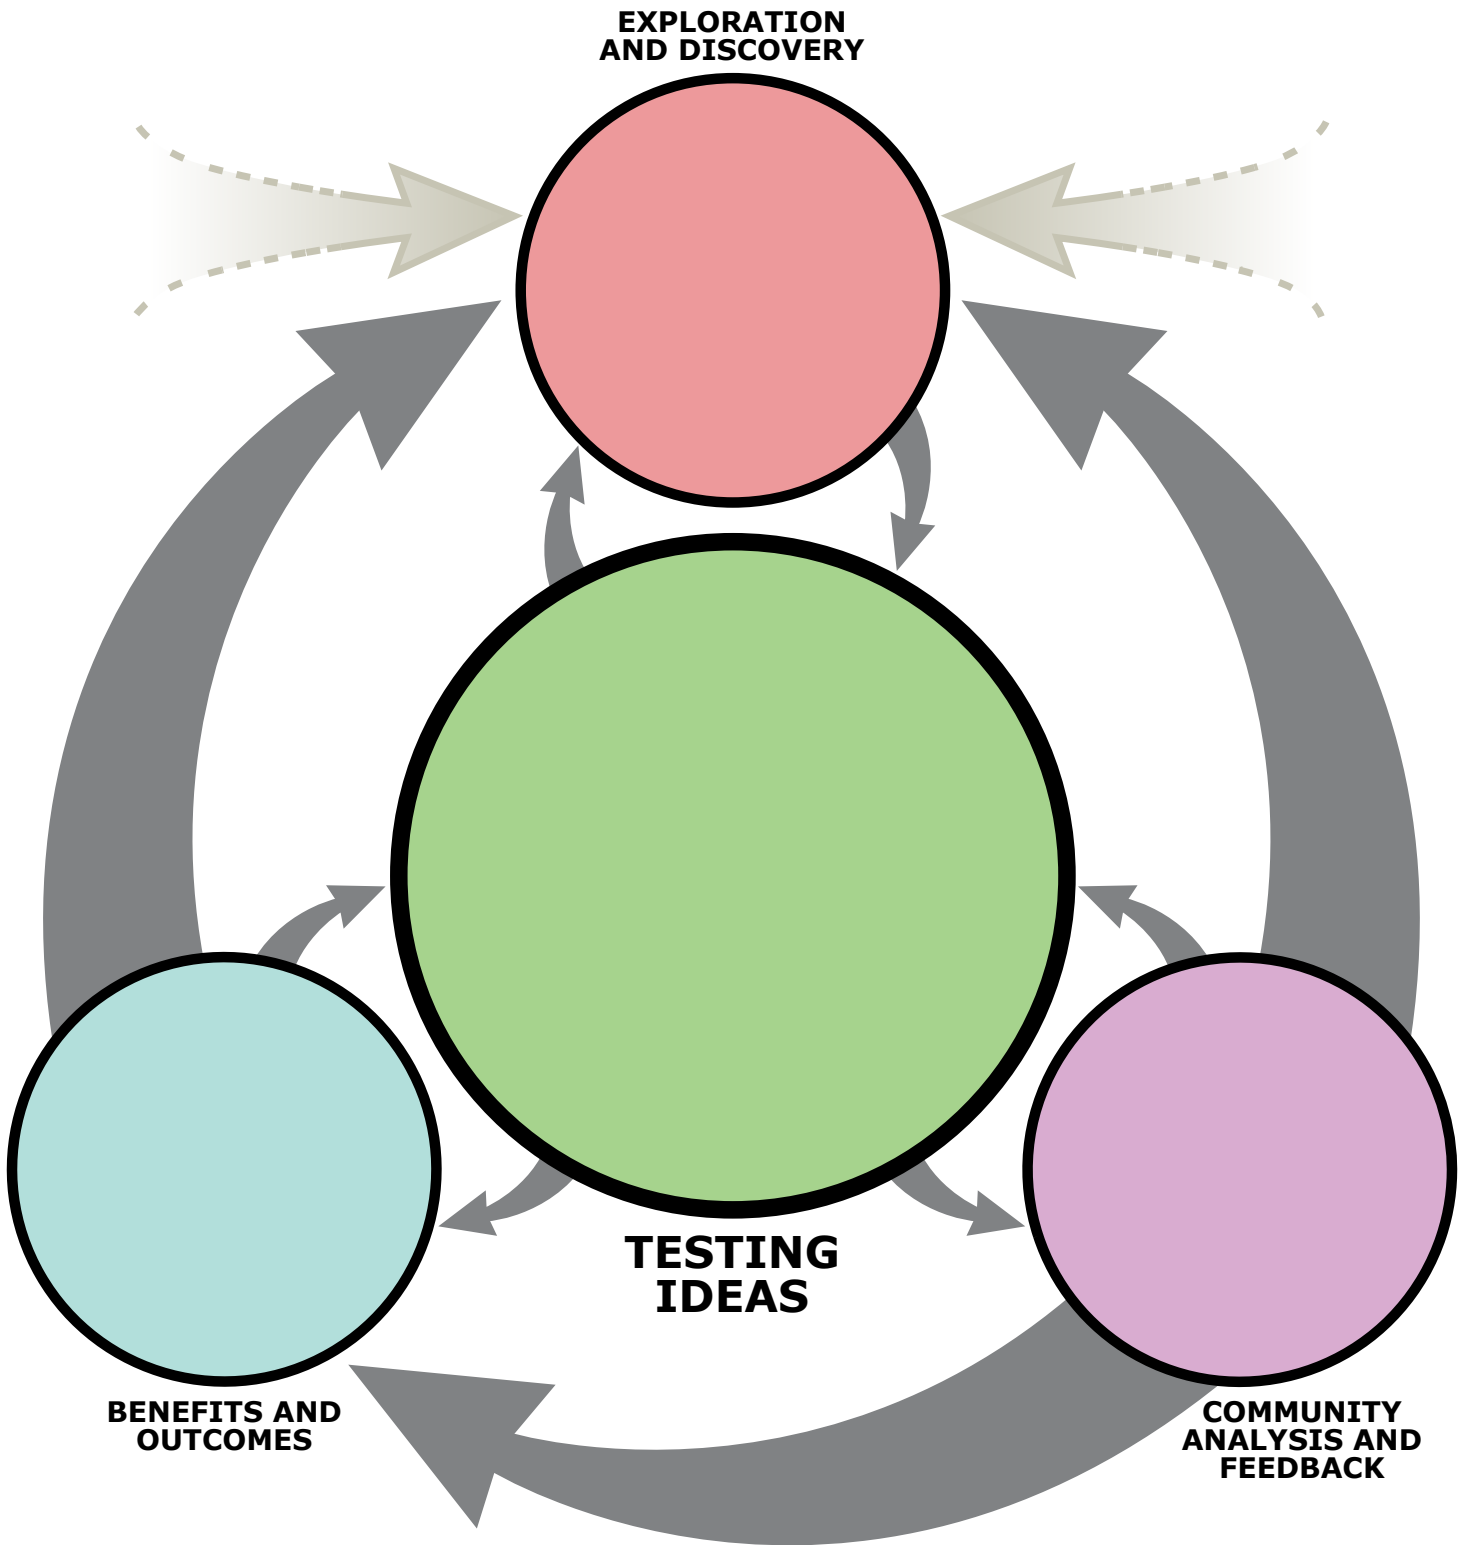 EXPLORATION
AND DISCOVERY
TESTING
IDEAS
BENEFITS AND
OUTCOMES
COMMUNITY
ANALYSIS AND
FEEDBACK